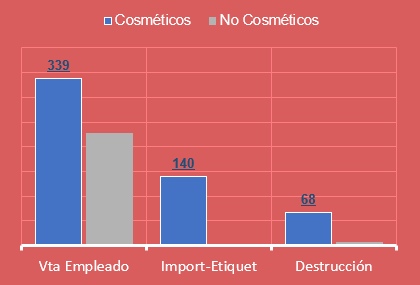 Cosméticos No Cosméticos
339
140
68
Vta Empleado Import-Etiquet Destrucción